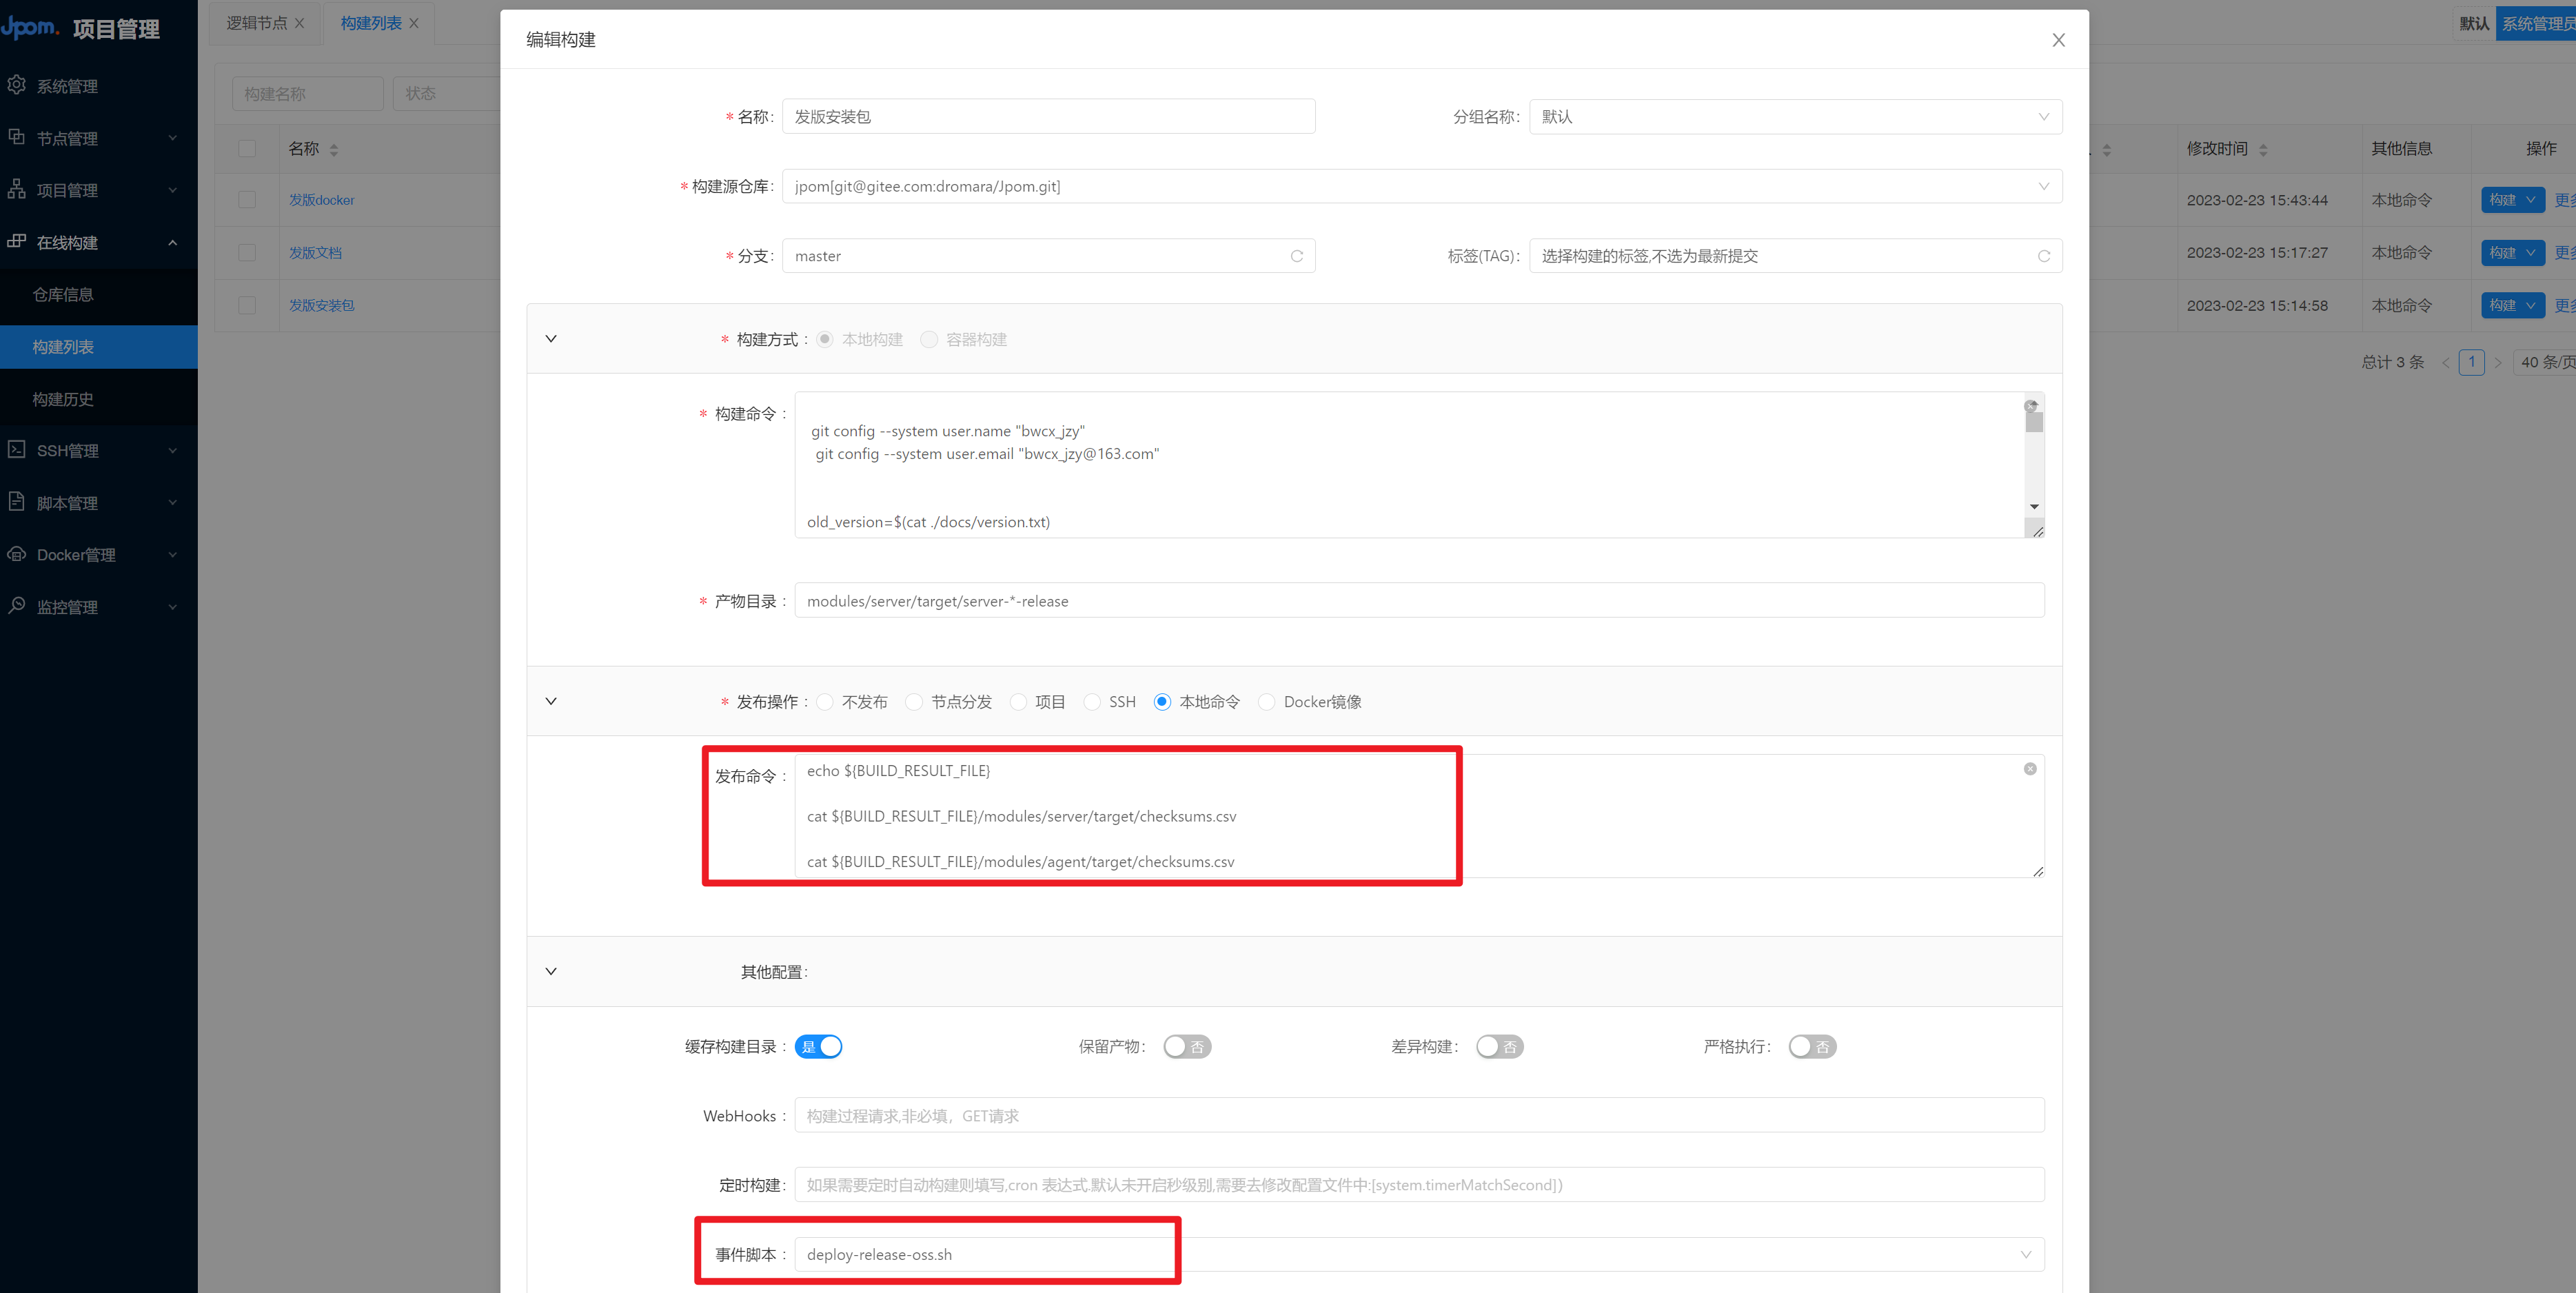 Jpom. 项目管理
系统管理
节点管理
项目管理
在线构建
仓库信息
构建列表
构建历史
SSH管理
脚本管理
Docker管理
监控管理
逻辑节点
构建列表
默认 系统管理员
构建名称 状态
名称
发版docker
发版文档
发版安装包
修改时间 其他信息 操作
2023-02-23 15:43:44 本地命令 构建 更多
2023-02-23 15:17:27 本地命令 构建 更多
2023-02-23 15:14:58 本地命令 构建 更多
总计 3 条 < 1 > 40 条/页
编辑构建
* 名称: 发版安装包 分组名称: 默认
* 构建源仓库: jpom[git@gitee.com:dromara/Jpom.git]
* 分支: master 标签(TAG): 选择构建的标签,不选为最新提交
* 构建方式 : 本地构建 容器构建
* 构建命令 :
git config --system user.name "bwcx_jzy"
git config --system user.email "bwcx_jzy@163.com"
old_version=$(cat ./docs/version.txt)
* 产物目录 : modules/server/target/server-*-release
* 发布操作 : 不发布 节点分发 项目 SSH 本地命令 Docker镜像
发布命令 : echo ${BUILD_RESULT_FILE}
cat ${BUILD_RESULT_FILE}/modules/server/target/checksums.csv
cat ${BUILD_RESULT_FILE}/modules/agent/target/checksums.csv
其他配置:
缓存构建目录 : 是 保留产物: 否 差异构建: 否 严格执行: 否
WebHooks : 构建过程请求,非必填，GET请求
定时构建: 如果需要定时自动构建则填写,cron 表达式.默认未开启秒级别,需要去修改配置文件中:[system.timerMatchSecond])
事件脚本 : deploy-release-oss.sh